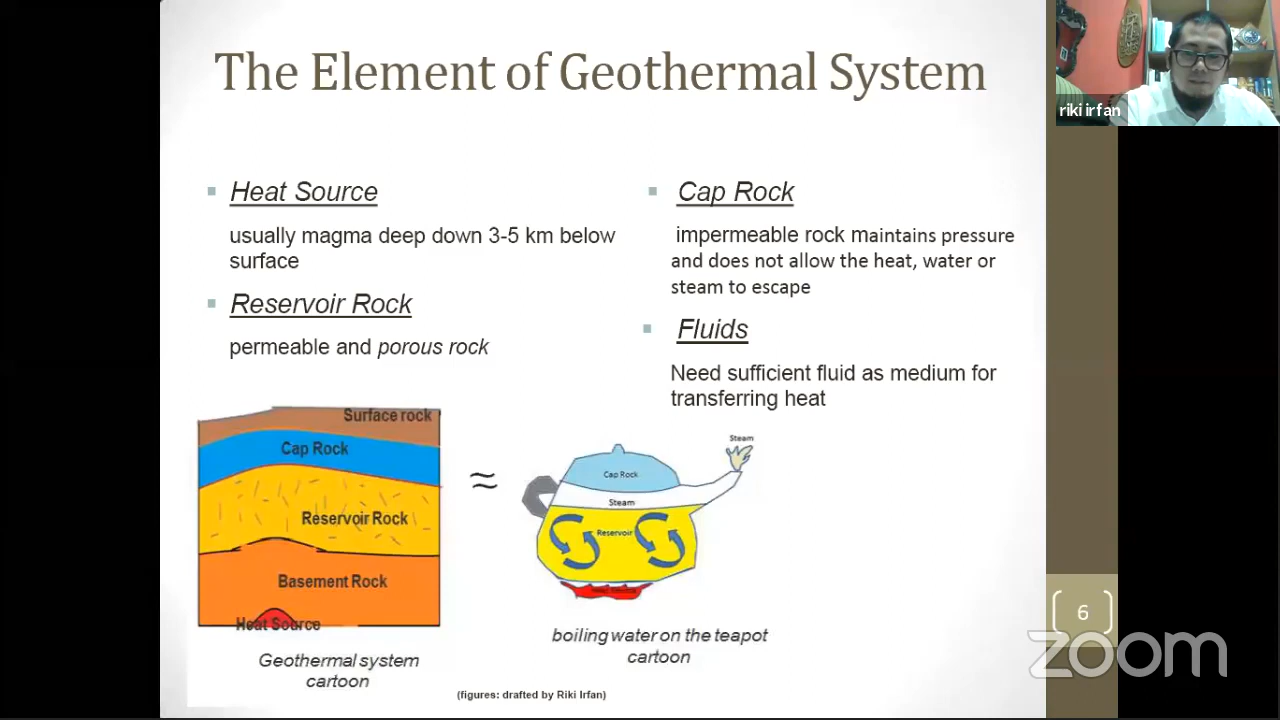 The Element of Geothermal System
riki irfan
Heat Source
usually magma deep down 3-5 km below
surface
Reservoir Rock
permeable and porous rock
Cap Rock
impermeable rock maintains pressure
and does not allow the heat, water or
steam to escape
Fluids
Need sufficient fluid as medium for
transferring heat
Surface rock
Cap Rock
Reservoir Rock
Basement Rock
Heat Source
Geothermal system
cartoon
≈
Steam
Cap Rock
Steam
Reservoir
Heat Source
boiling water on the teapot
cartoon
(figures: drafted by Riki Irfan)
6
zoom